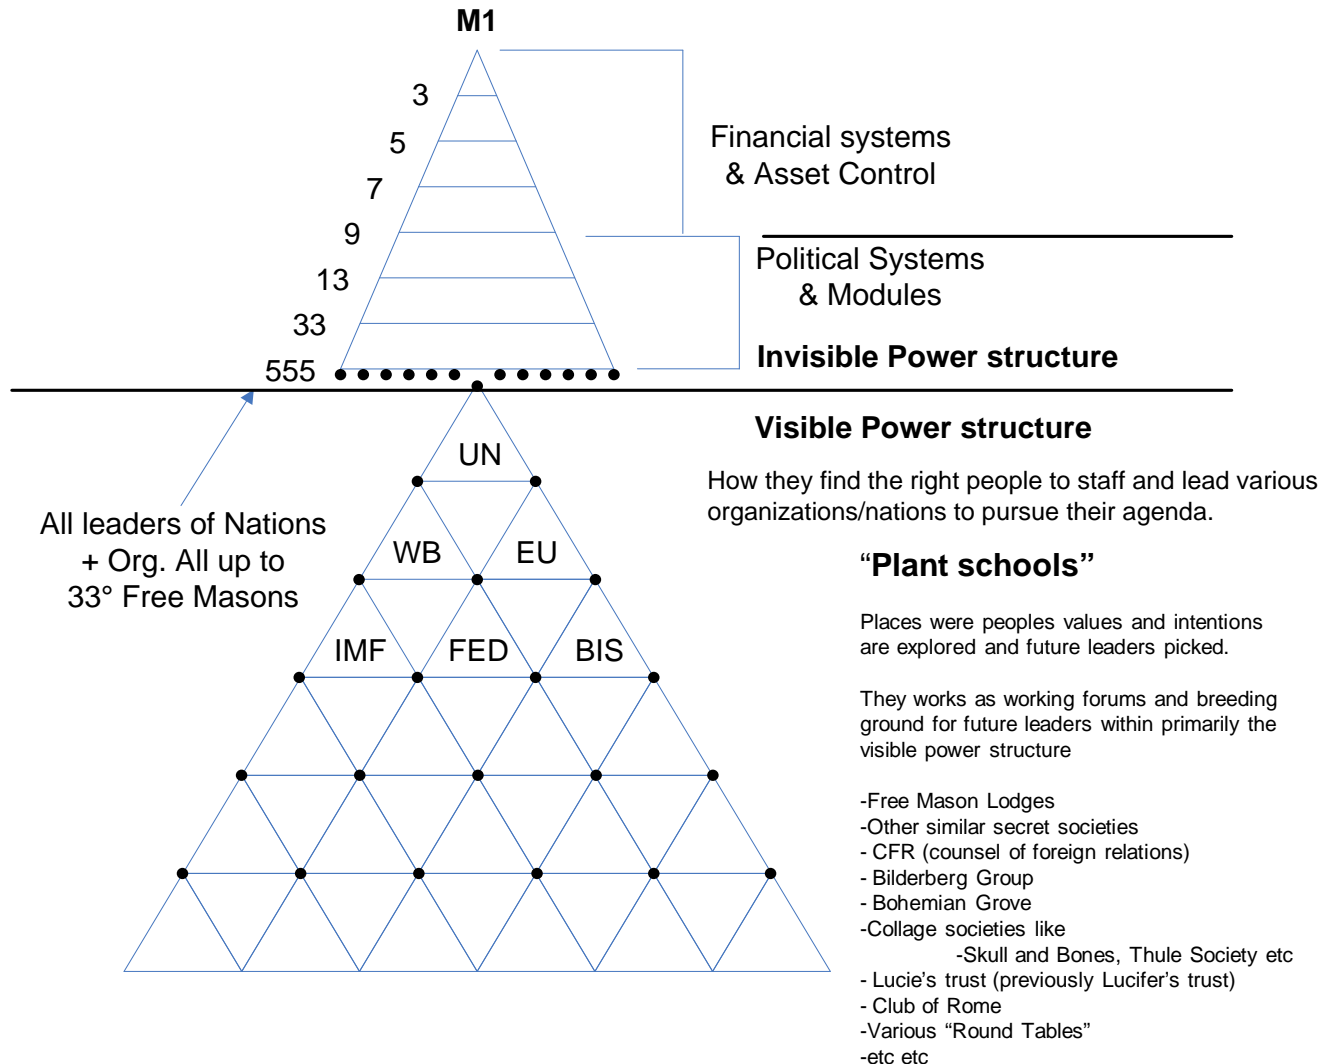 M1
3
5
7
9
13
33
555
Financial systems
& Asset Control
Political Systems
& Modules
Invisible Power structure
Visible Power structure
How they find the right people to staff and lead various
organizations/nations to pursue their agenda.
All leaders of Nations
+ Org. All up to
33° Free Masons
UN
WB EU
IMF FED BIS
“Plant schools”
Places were peoples values and intentions
are explored and future leaders picked.
They works as working forums and breeding
ground for future leaders within primarily the
visible power structure
-Free Mason Lodges
-Other similar secret societies
- CFR (counsel of foreign relations)
- Bilderberg Group
- Bohemian Grove
-Collage societies like
-Skull and Bones, Thule Society etc
- Lucie’s trust (previously Lucifer’s trust)
- Club of Rome
-Various “Round Tables”
-etc etc